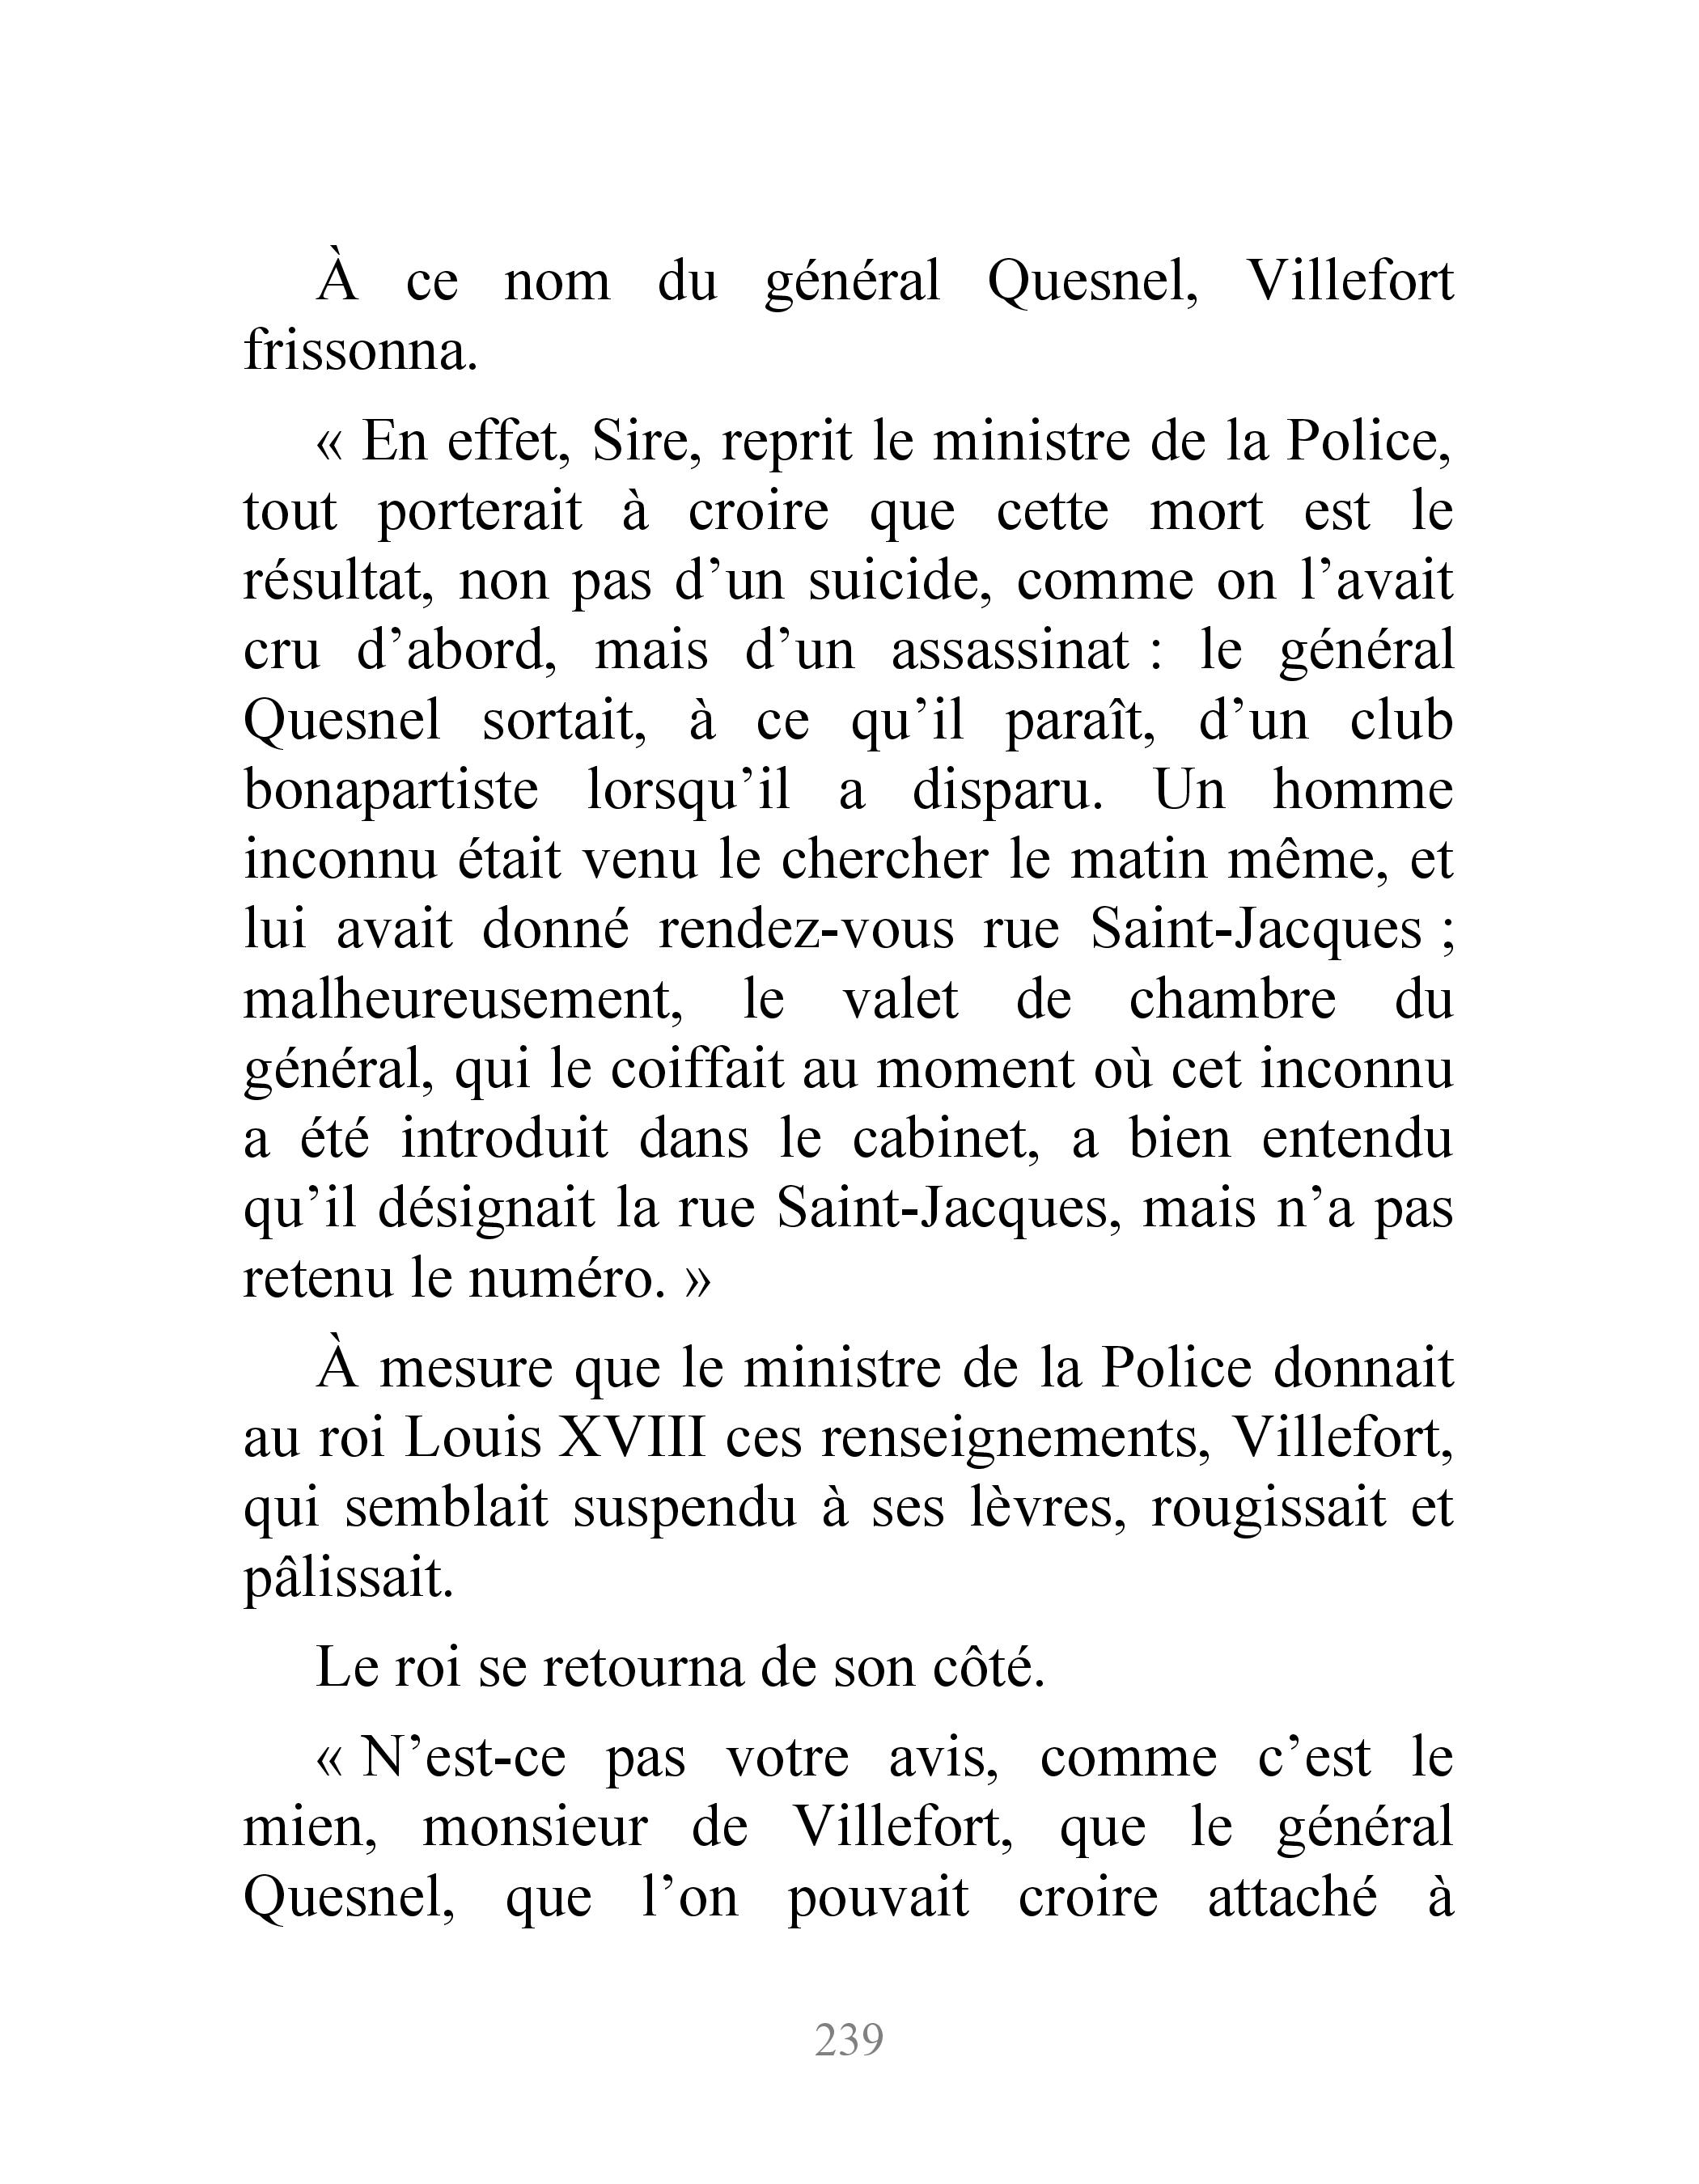 À ce nom du général Quesnel, Villefort
frissonna.
« En effet, Sire, reprit le ministre de la Police,
tout porterait à croire que cette mort est le
résultat, non pas d’un suicide, comme on l’avait
cru d’abord, mais d’un assassinat : le général
Quesnel sortait, à ce qu’il paraît, d’un club
bonapartiste lorsqu’il a disparu. Un homme
inconnu était venu le chercher le matin même, et
lui avait donné rendez-vous rue Saint-Jacques ;
malheureusement, le valet de chambre du
général, qui le coiffait au moment où cet inconnu
a été introduit dans le cabinet, a bien entendu
qu’il désignait la rue Saint-Jacques, mais n’a pas
retenu le numéro. »
À mesure que le ministre de la Police donnait
au roi Louis XVIII ces renseignements, Villefort,
qui semblait suspendu à ses lèvres, rougissait et
pâlissait.
Le roi se retourna de son côté.
« N’est-ce pas votre avis, comme c’est le
mien, monsieur de Villefort, que le général
Quesnel, que l’on pouvait croire attaché à
239